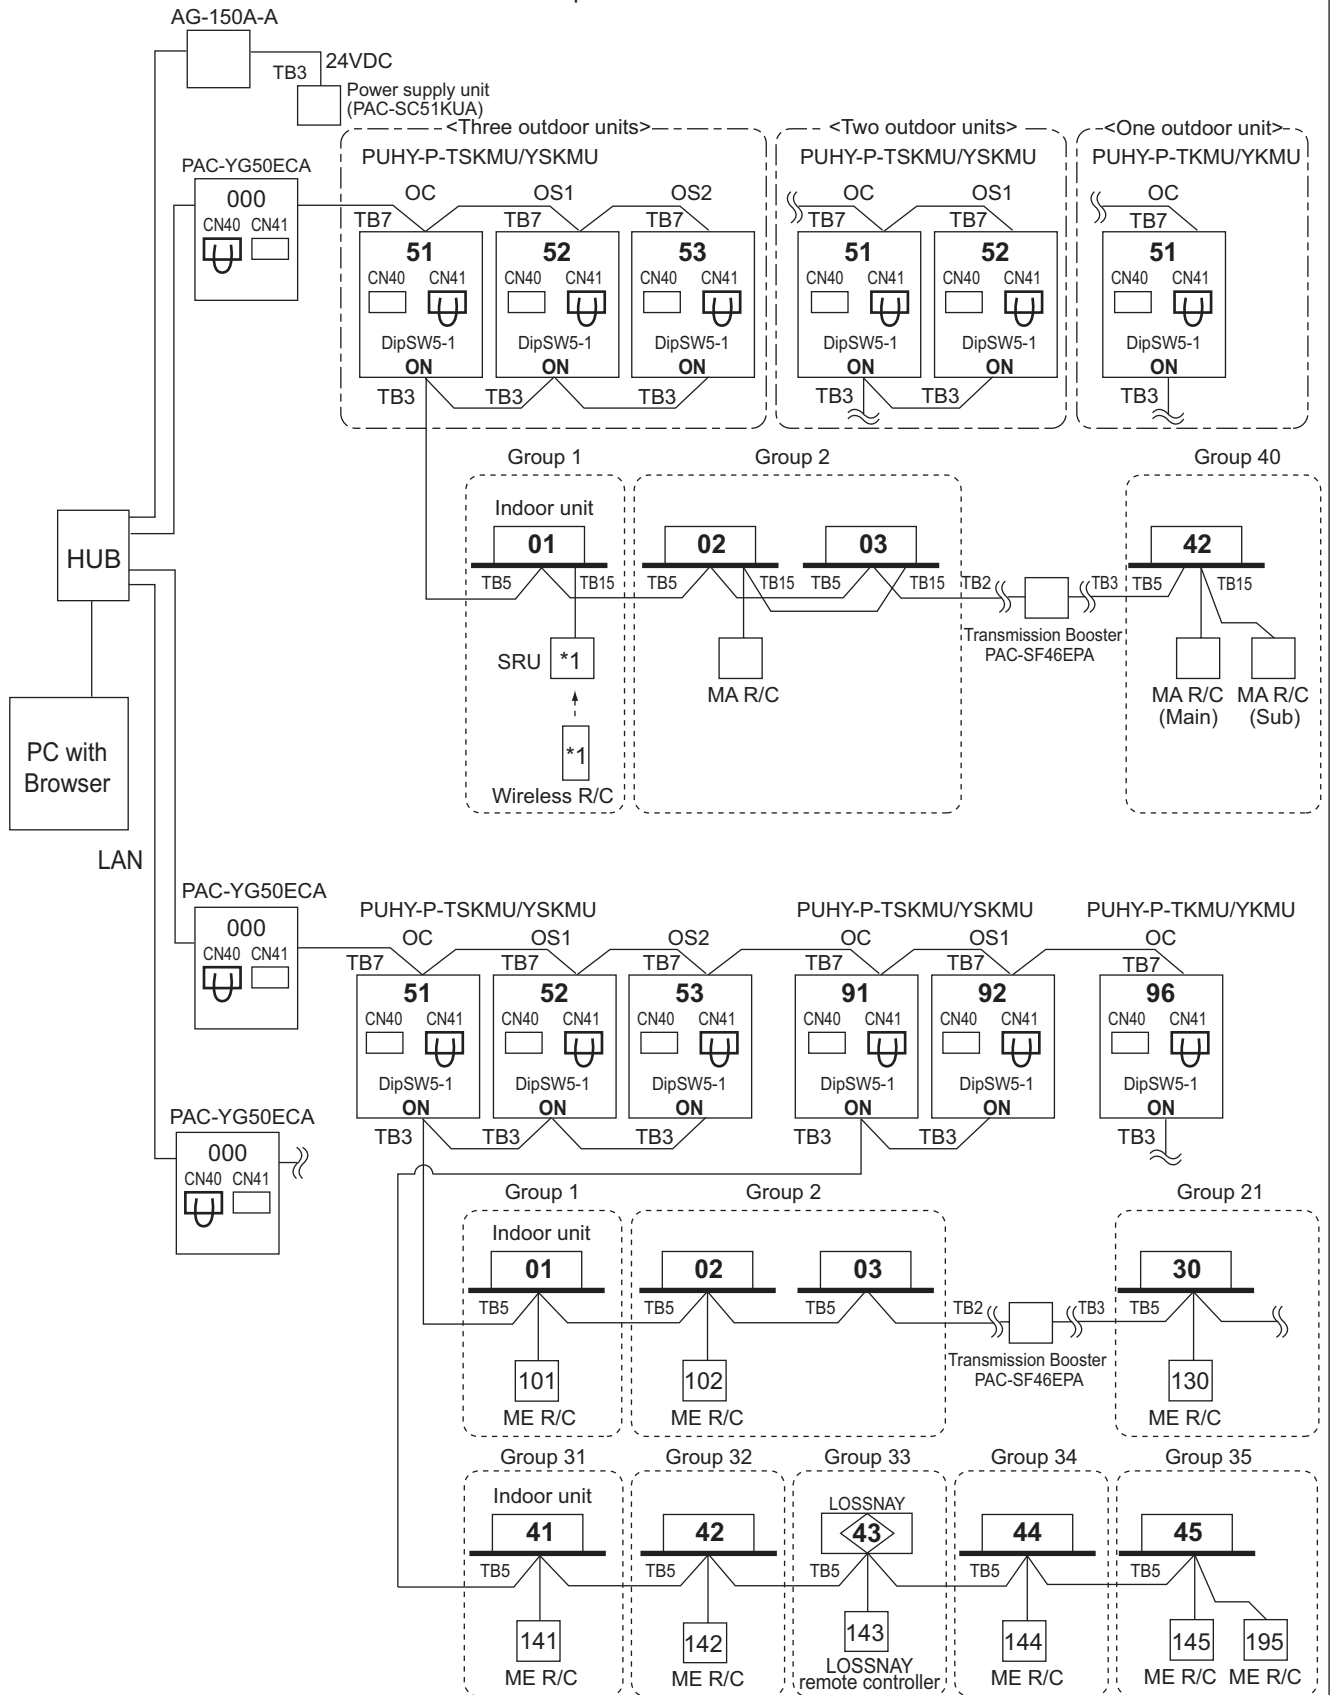 AG-150A-A
24VDC
TB3
Power supply unit
(PAC-SC51KUA)
<Three outdoor units>
<Two outdoor units>
<One outdoor unit>
PUHY-P-TSKMU/YSKMU
PUHY-P-TSKMU/YSKMU
PUHY-P-TKMU/YKMU
PAC-YG50ECA
000
CN40 CN41
OC OS1 OS2 OC OS1 OC
TB7 TB7 TB7 TB7 TB7 TB7
51 52 53 51 52 51
CN40 CN41 CN40 CN41 CN40 CN41 CN40 CN41 CN40 CN41 CN40 CN41
DipSW5-1 DipSW5-1 DipSW5-1 DipSW5-1 DipSW5-1 DipSW5-1
ON ON ON ON ON ON
TB3 TB3 TB3 TB3 TB3 TB3
Group 1 Group 2 Group 40
Indoor unit
01 02 03 42
TB5 TB15 TB5 TB15 TB5 TB15 TB2 TB3 TB5 TB15
Transmission Booster
PAC-SF46EPA
HUB
SRU *1
MA R/C
MA R/C
(Main)
MA R/C
(Sub)
*1
Wireless R/C
PC with
Browser
LAN
PAC-YG50ECA
000
CN40 CN41
PUHY-P-TSKMU/YSKMU
PUHY-P-TSKMU/YSKMU
PUHY-P-TKMU/YKMU
OC OS1 OS2 OC OS1 OC
TB7 TB7 TB7 TB7 TB7 TB7
51 52 53 91 92 96
CN40 CN41 CN40 CN41 CN40 CN41 CN40 CN41 CN40 CN41 CN40 CN41
DipSW5-1 DipSW5-1 DipSW5-1 DipSW5-1 DipSW5-1 DipSW5-1
ON ON ON ON ON ON
TB3 TB3 TB3 TB3 TB3 TB3
PAC-YG50ECA
000
CN40 CN41
Group 1 Group 2 Group 21
Indoor unit
01 02 03 30
TB5 TB5 TB5 TB2 TB3 TB5
Transmission Booster
PAC-SF46EPA
101 102 130
ME R/C ME R/C ME R/C
Group 31 Group 32 Group 33 Group 34 Group 35
Indoor unit
LOSSNAY
41 42 43 44 45
TB5 TB5 TB5 TB5 TB5
141 142 143 144 145 195
ME R/C ME R/C
LOSSNAY
remote controller
ME R/C ME R/C ME R/C